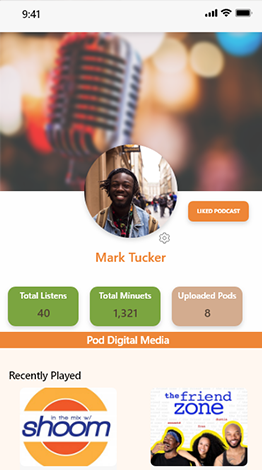 9:41
LIKED PODCAST
Mark Tucker
Total Listens
40
Total Minuets
1,321
Uploaded Pods
8
Pod Digital Media
Recently Played
in the mix w/
shoom
the friend
zone